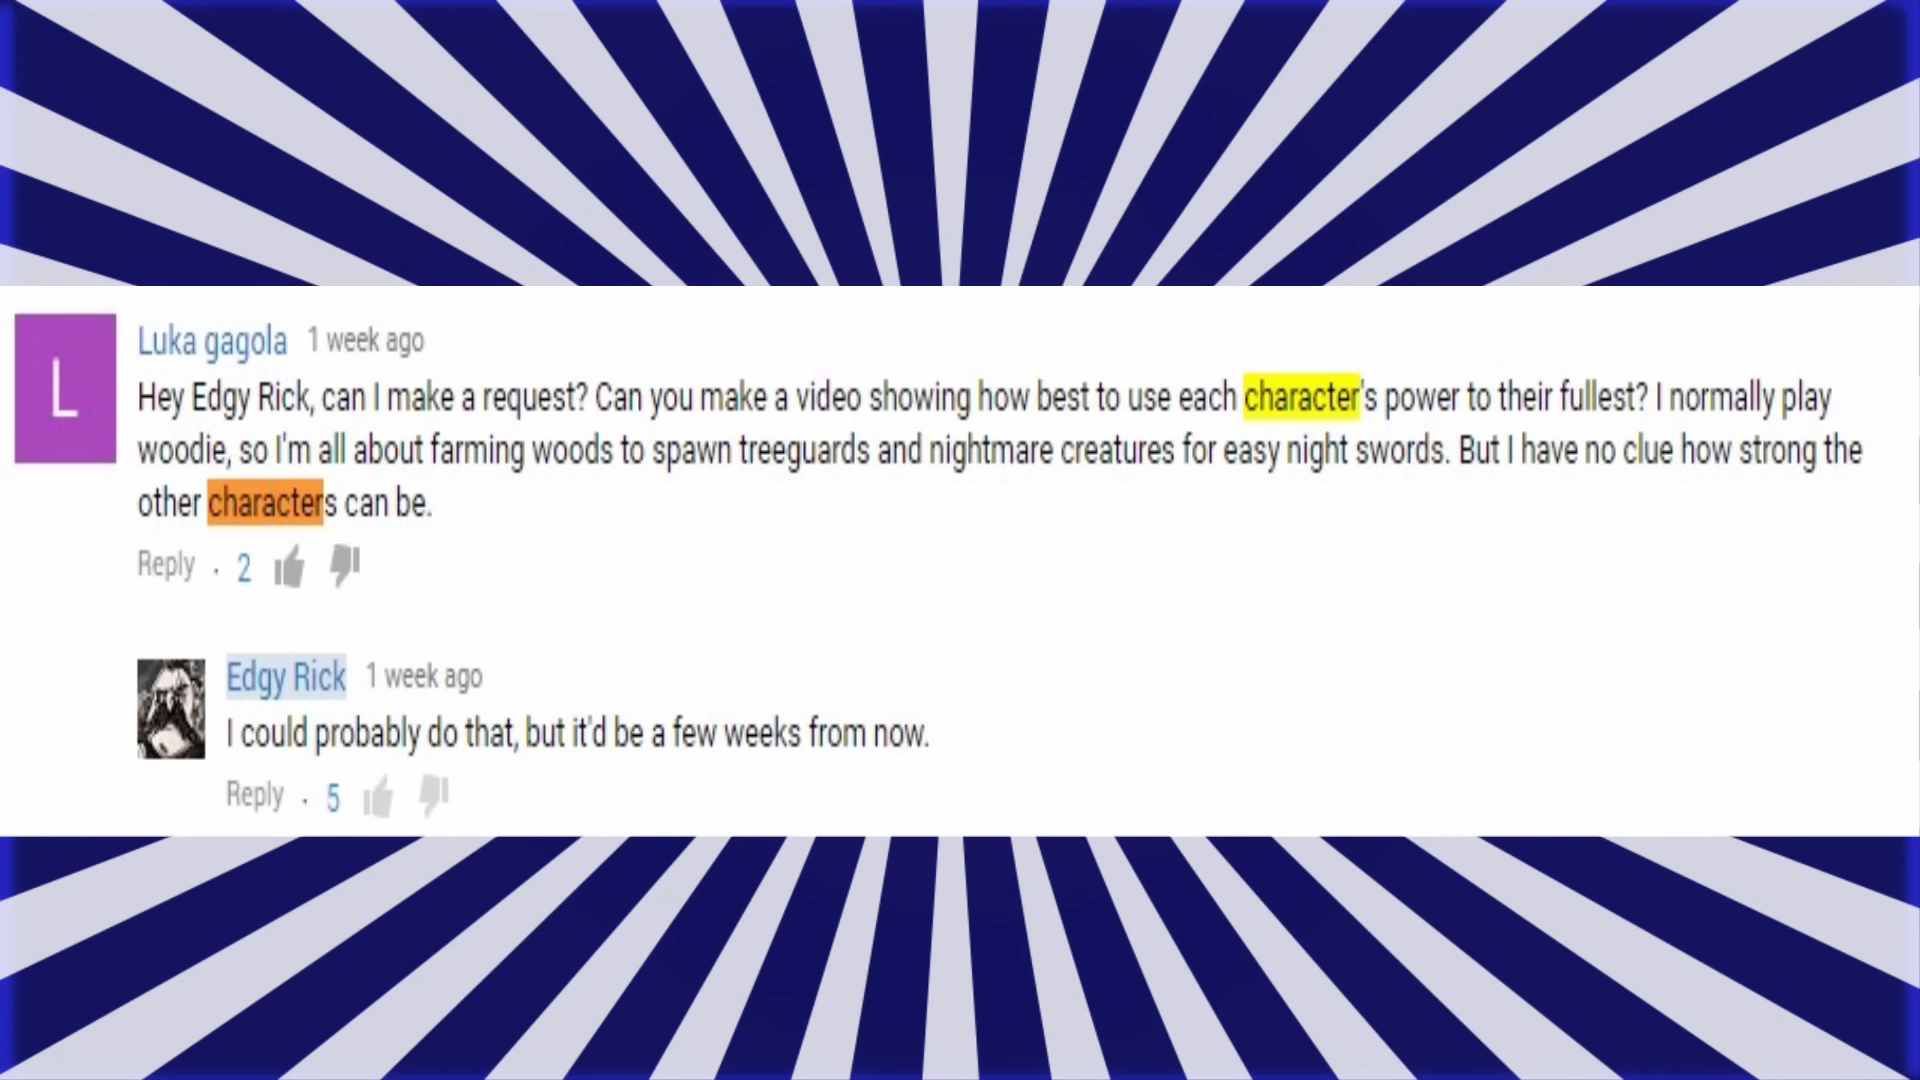 L
Luka gagola 1 week ago
Hey Edgy Rick, can I make a request? Can you make a video showing how best to use each character's power to their fullest? I normally play
woodie, so I'm all about farming woods to spawn treeguards and nightmare creatures for easy night swords. But I have no clue how strong the
other characters can be.
Reply · 2
Edgy Rick 1 week ago
I could probably do that, but it'd be a few weeks from now.
Reply · 5